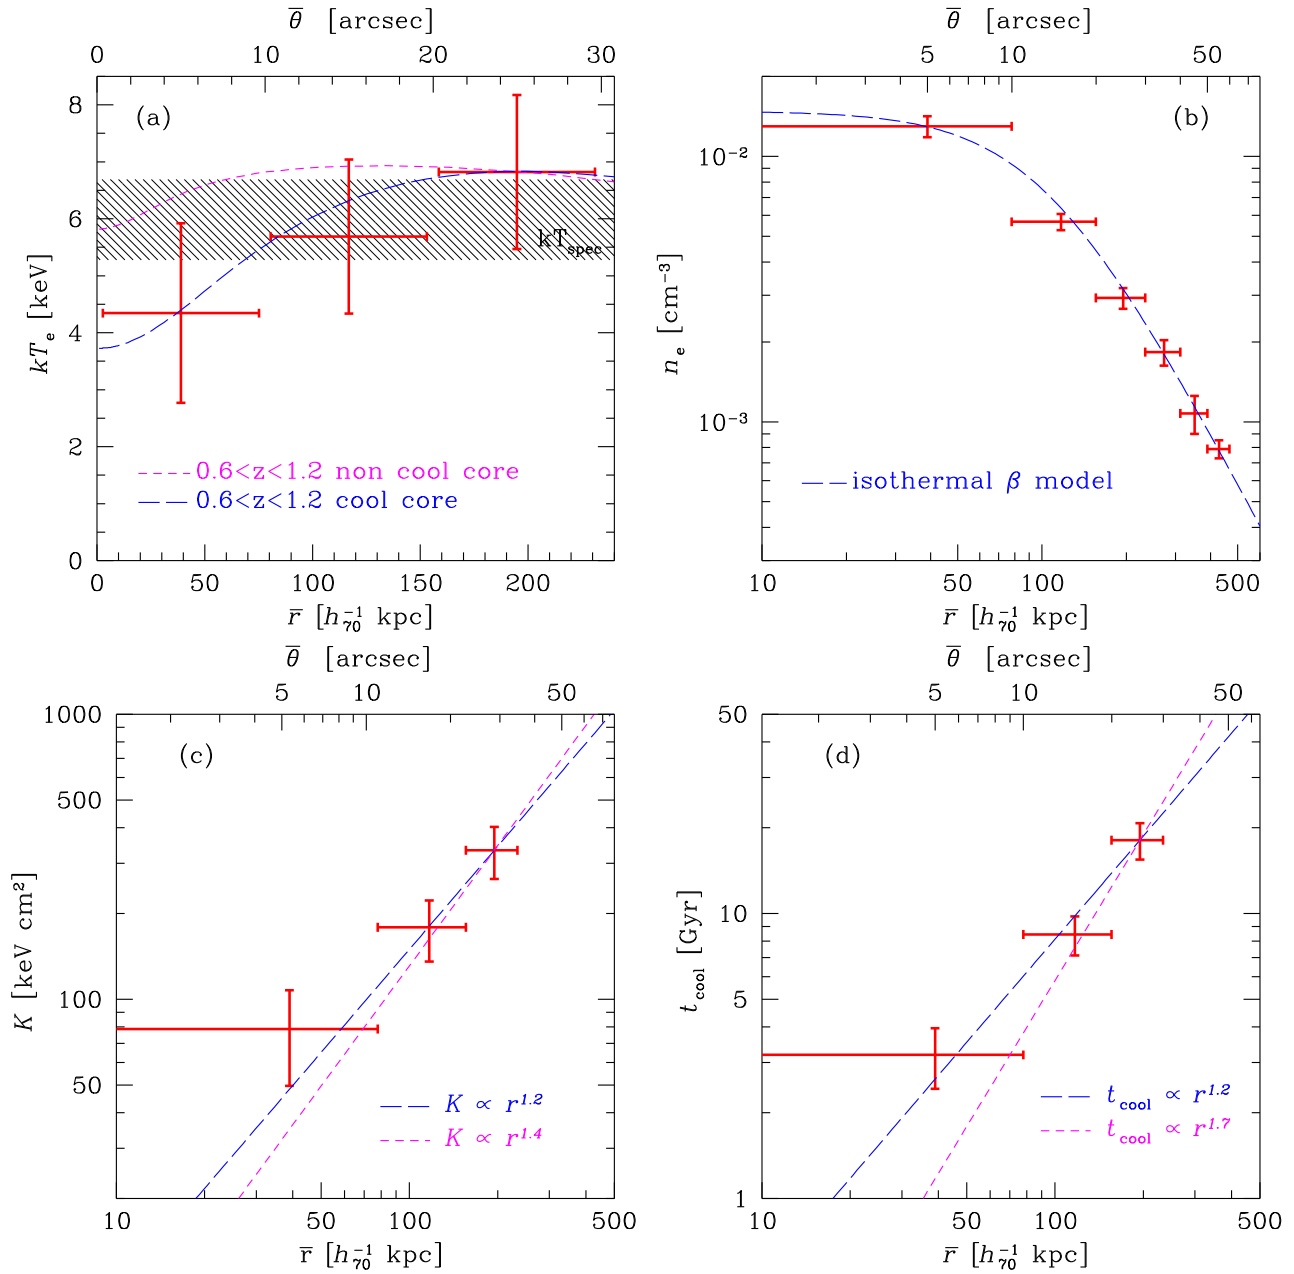 θ̅ [arcsec]
0 10 20 30
(a)
8
6
4
2
0
kT_e [keV]
kT_spec
0.6<z<1.2 non cool core
0.6<z<1.2 cool core
0 50 100 150 200
r̅ [h_70^-1 kpc]
θ̅ [arcsec]
5 10 50
(b)
10^-2
10^-3
n_e [cm^-3]
isothermal β model
10 50 100 500
r̅ [h_70^-1 kpc]
θ̅ [arcsec]
5 10 50
(c)
1000
500
100
50
K [keV cm^2]
K ∝ r^1.2
K ∝ r^1.4
10 50 100 500
r̅ [h_70^-1 kpc]
θ̅ [arcsec]
5 10 50
(d)
50
10
5
1
t_cool [Gyr]
t_cool ∝ r^1.2
t_cool ∝ r^1.7
10 50 100 500
r̅ [h_70^-1 kpc]